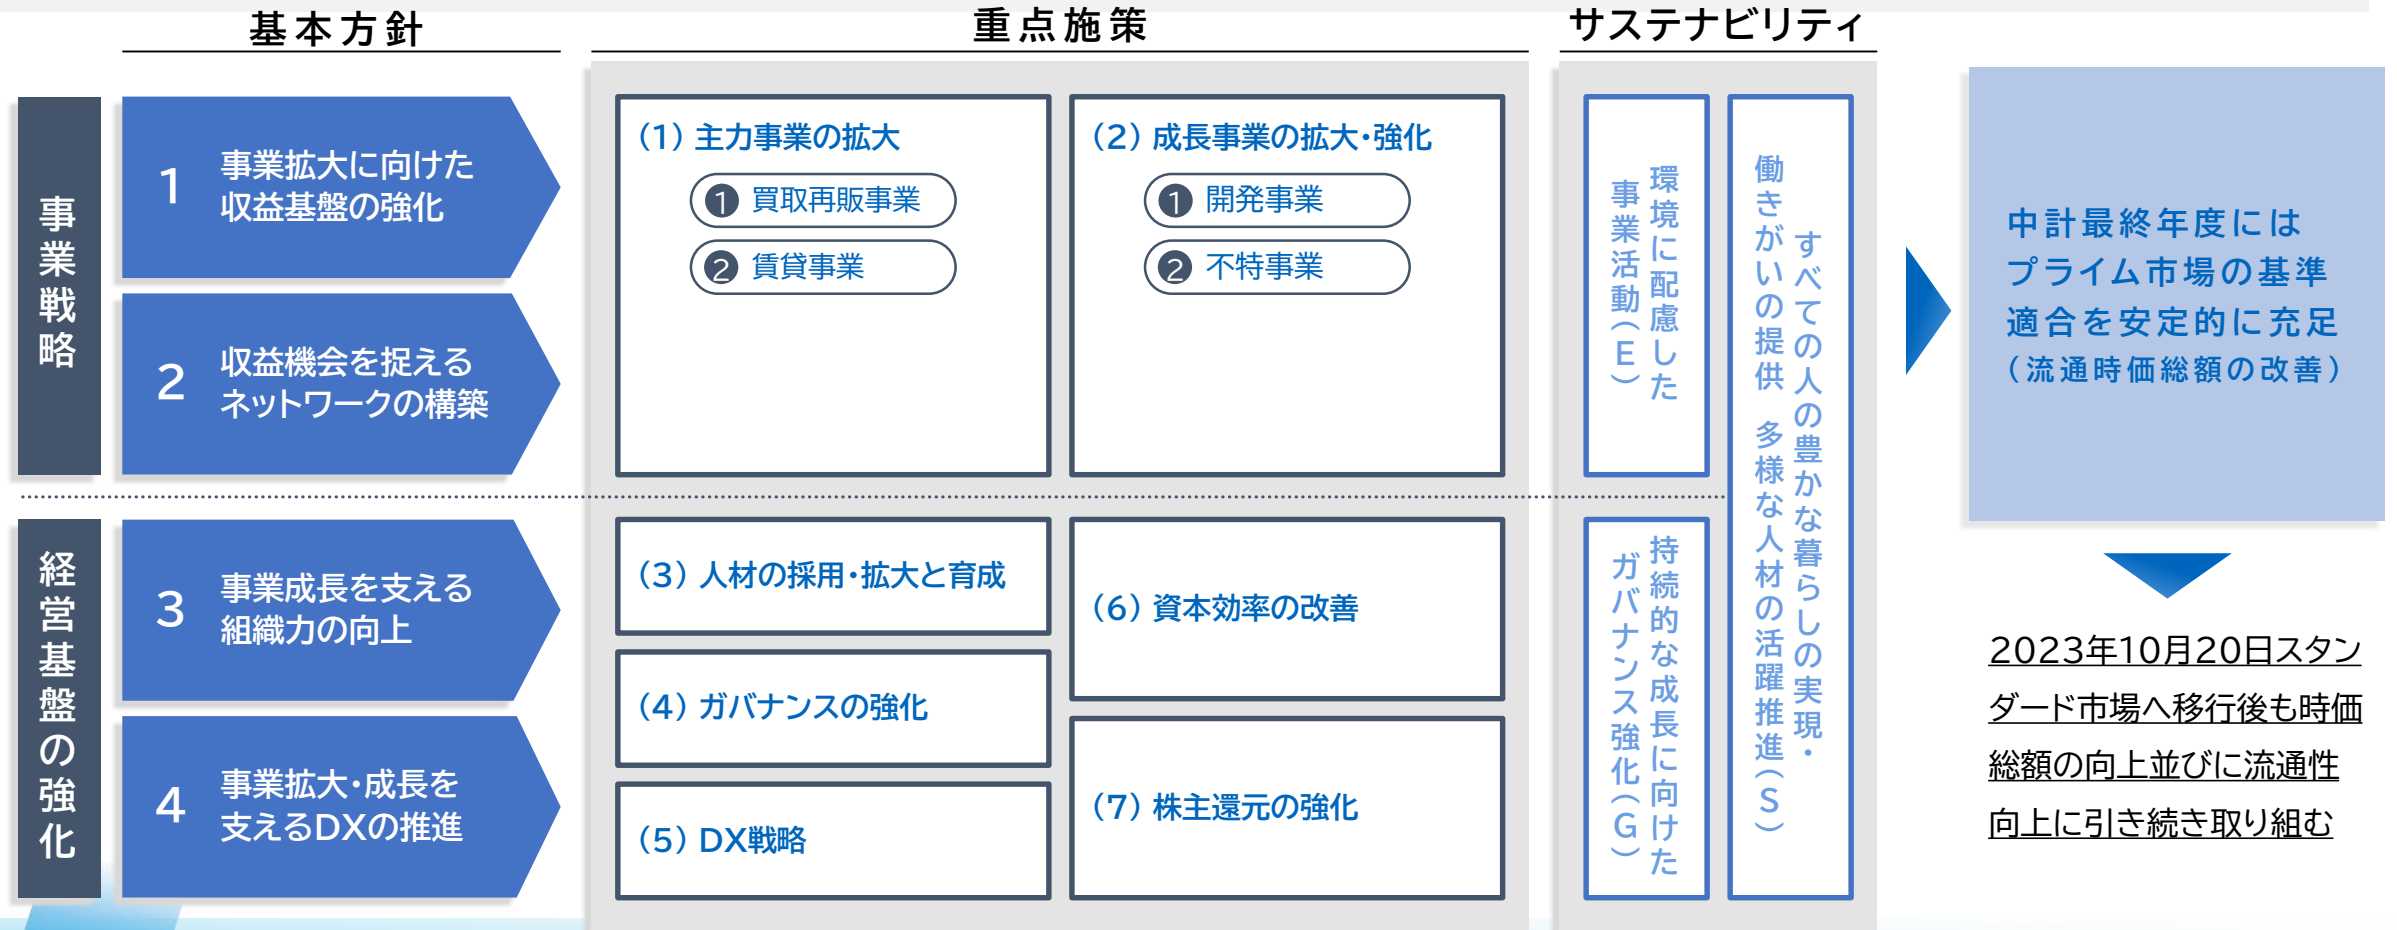 基本方針
重点施策
サステナビリティ
事業戦略
1
事業拡大に向けた
収益基盤の強化
2
収益機会を捉える
ネットワークの構築
(1) 主力事業の拡大
1 買取再販事業
2 賃貸事業
(2) 成長事業の拡大・強化
1 開発事業
2 不特事業
経営基盤の強化
3
事業成長を支える
組織力の向上
4
事業拡大・成長を
支えるDXの推進
(3) 人材の採用・拡大と育成
(4) ガバナンスの強化
(5) DX戦略
(6) 資本効率の改善
(7) 株主還元の強化
環境に配慮した
事業活動(E)
持続的な成長に向けた
ガバナンス強化(G)
すべての人の豊かな暮らしの実現・
働きがいの提供 多様な人材の活躍推進(S)
中計最終年度には
プライム市場の基準
適合を安定的に充足
(流通時価総額の改善)
2023年10月20日スタン
ダード市場へ移行後も時価
総額の向上並びに流通性
向上に引き続き取り組む